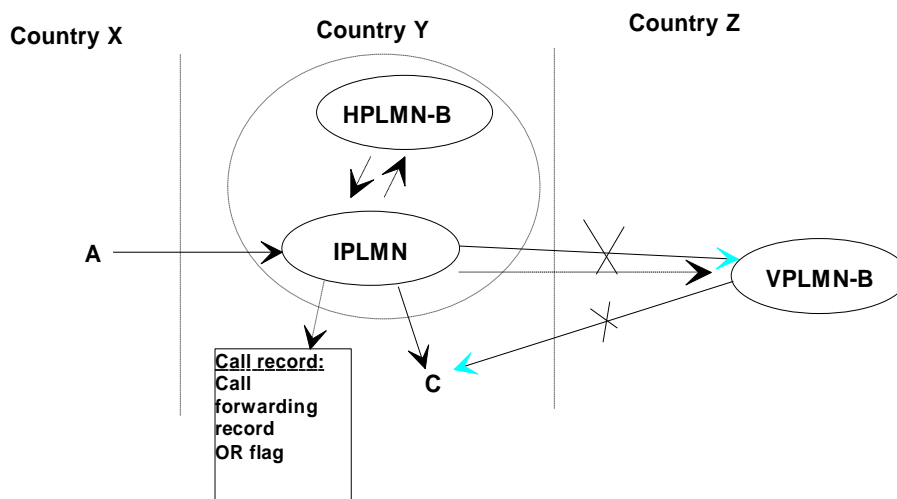 Country X
Country Y
Country Z
HPLMN-B
A
IPLMN
VPLMN-B
C
Call record:
Call
forwarding
record
OR flag